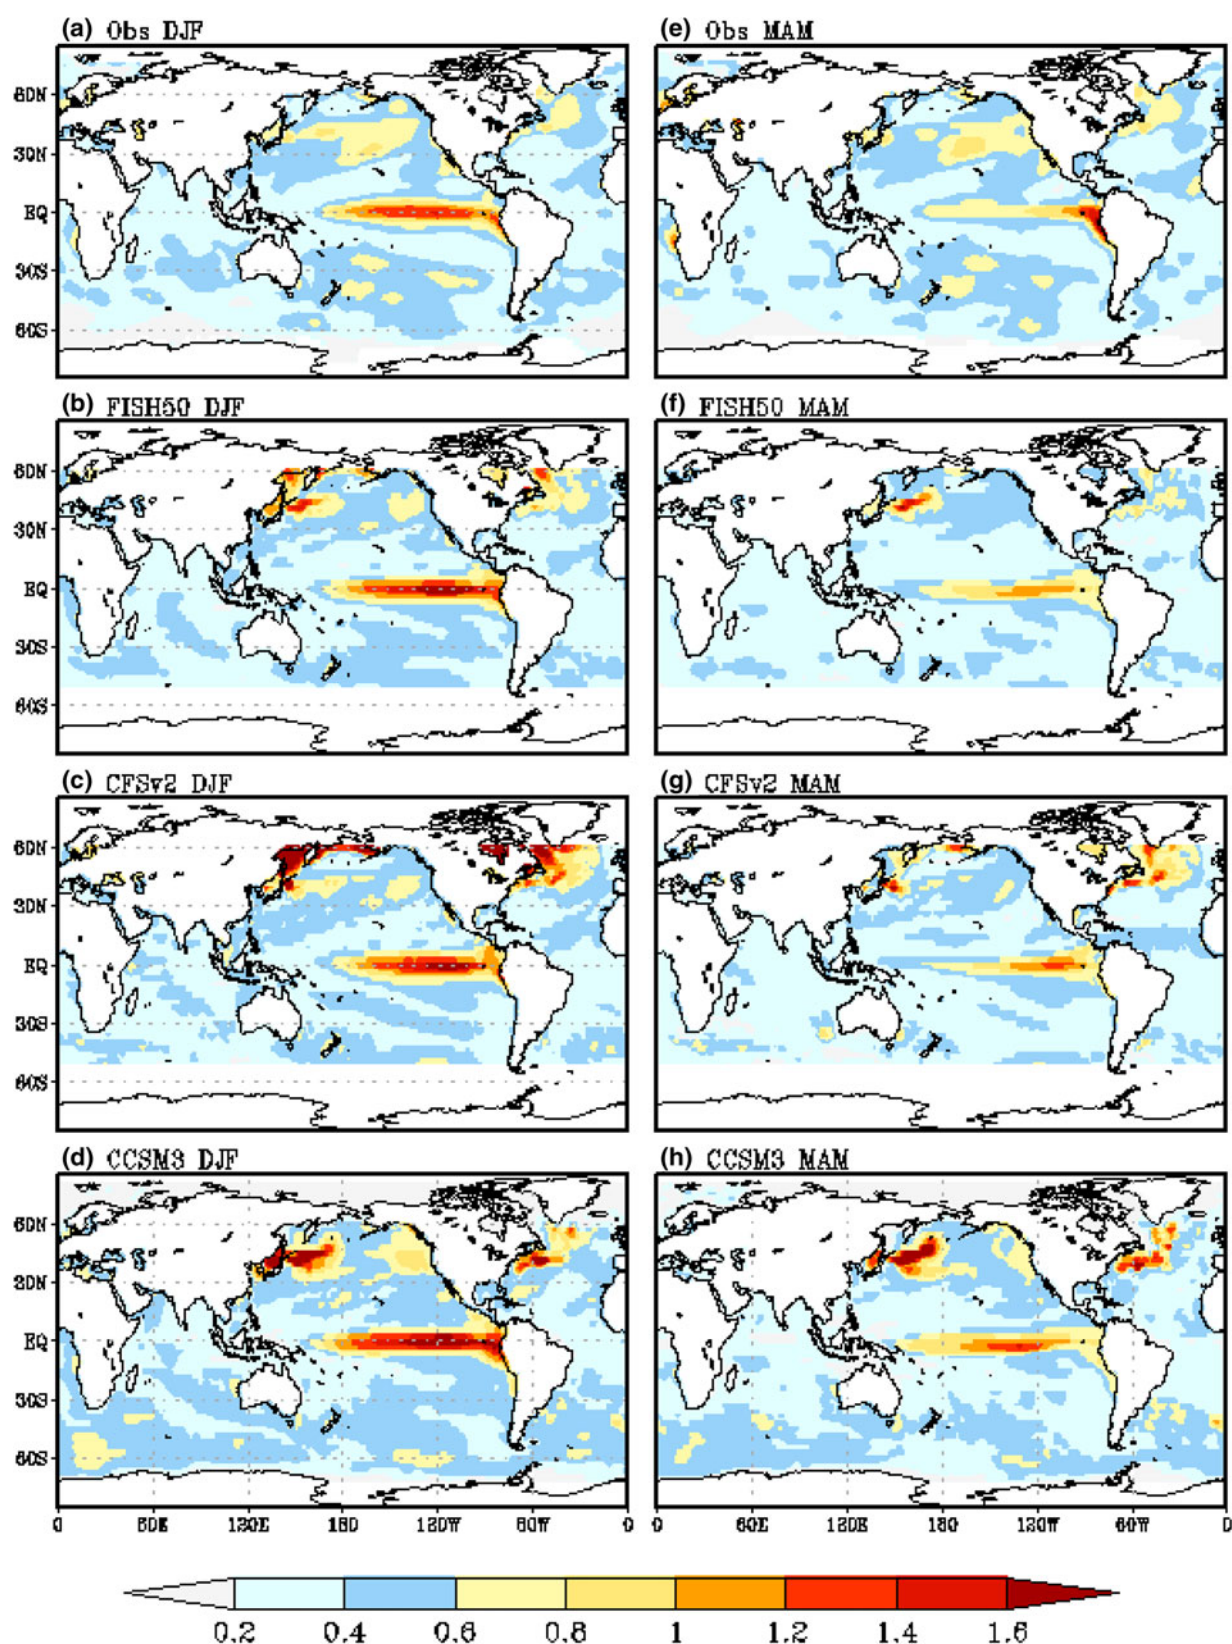 (a) Obs DJF
(e) Obs MAM
60N
30N
EQ
30S
60S
(b) FISH50 DJF
(f) FISH50 MAM
60N
30N
EQ
30S
60S
(c) CFSv2 DJF
(g) CFSv2 MAM
60N
30N
EQ
30S
60S
(d) CCSM3 DJF
(h) CCSM3 MAM
60N
30N
EQ
30S
60S
0 60E 120E 180 120W 60W 0
0 60E 120E 180 120W 60W 0
0.2 0.4 0.6 0.8 1 1.2 1.4 1.6